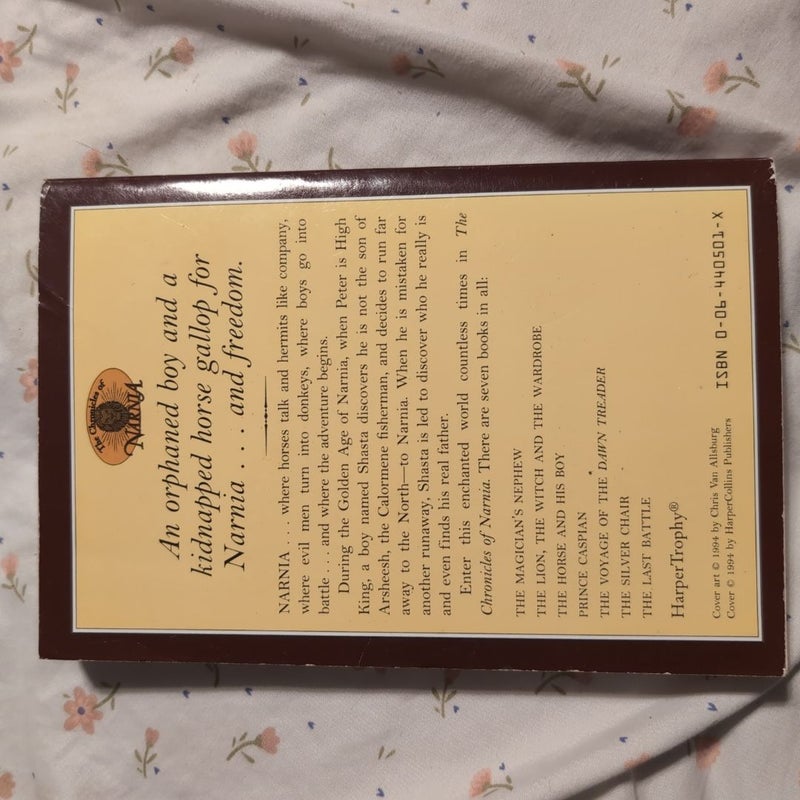 The Chronicles of
NARNIA
An orphaned boy and a
kidnapped horse gallop for
Narnia . . . and freedom.
NARNIA . . . where horses talk and hermits like company,
where evil men turn into donkeys, where boys go into
battle . . . and where the adventure begins.
During the Golden Age of Narnia, when Peter is High
King, a boy named Shasta discovers he is not the son of
Arsheesh, the Calormene fisherman, and decides to run far
away to the North—to Narnia. When he is mistaken for
another runaway, Shasta is led to discover who he really is
and even finds his real father.
Enter this enchanted world countless times in The
Chronicles of Narnia. There are seven books in all:
THE MAGICIAN'S NEPHEW
THE LION, THE WITCH AND THE WARDROBE
THE HORSE AND HIS BOY
PRINCE CASPIAN
THE VOYAGE OF THE DAWN TREADER
THE SILVER CHAIR
THE LAST BATTLE
HarperTrophy®
Cover art © 1994 by Chris Van Allsburg
Cover © 1994 by HarperCollins Publishers
ISBN 0-06-440501-X